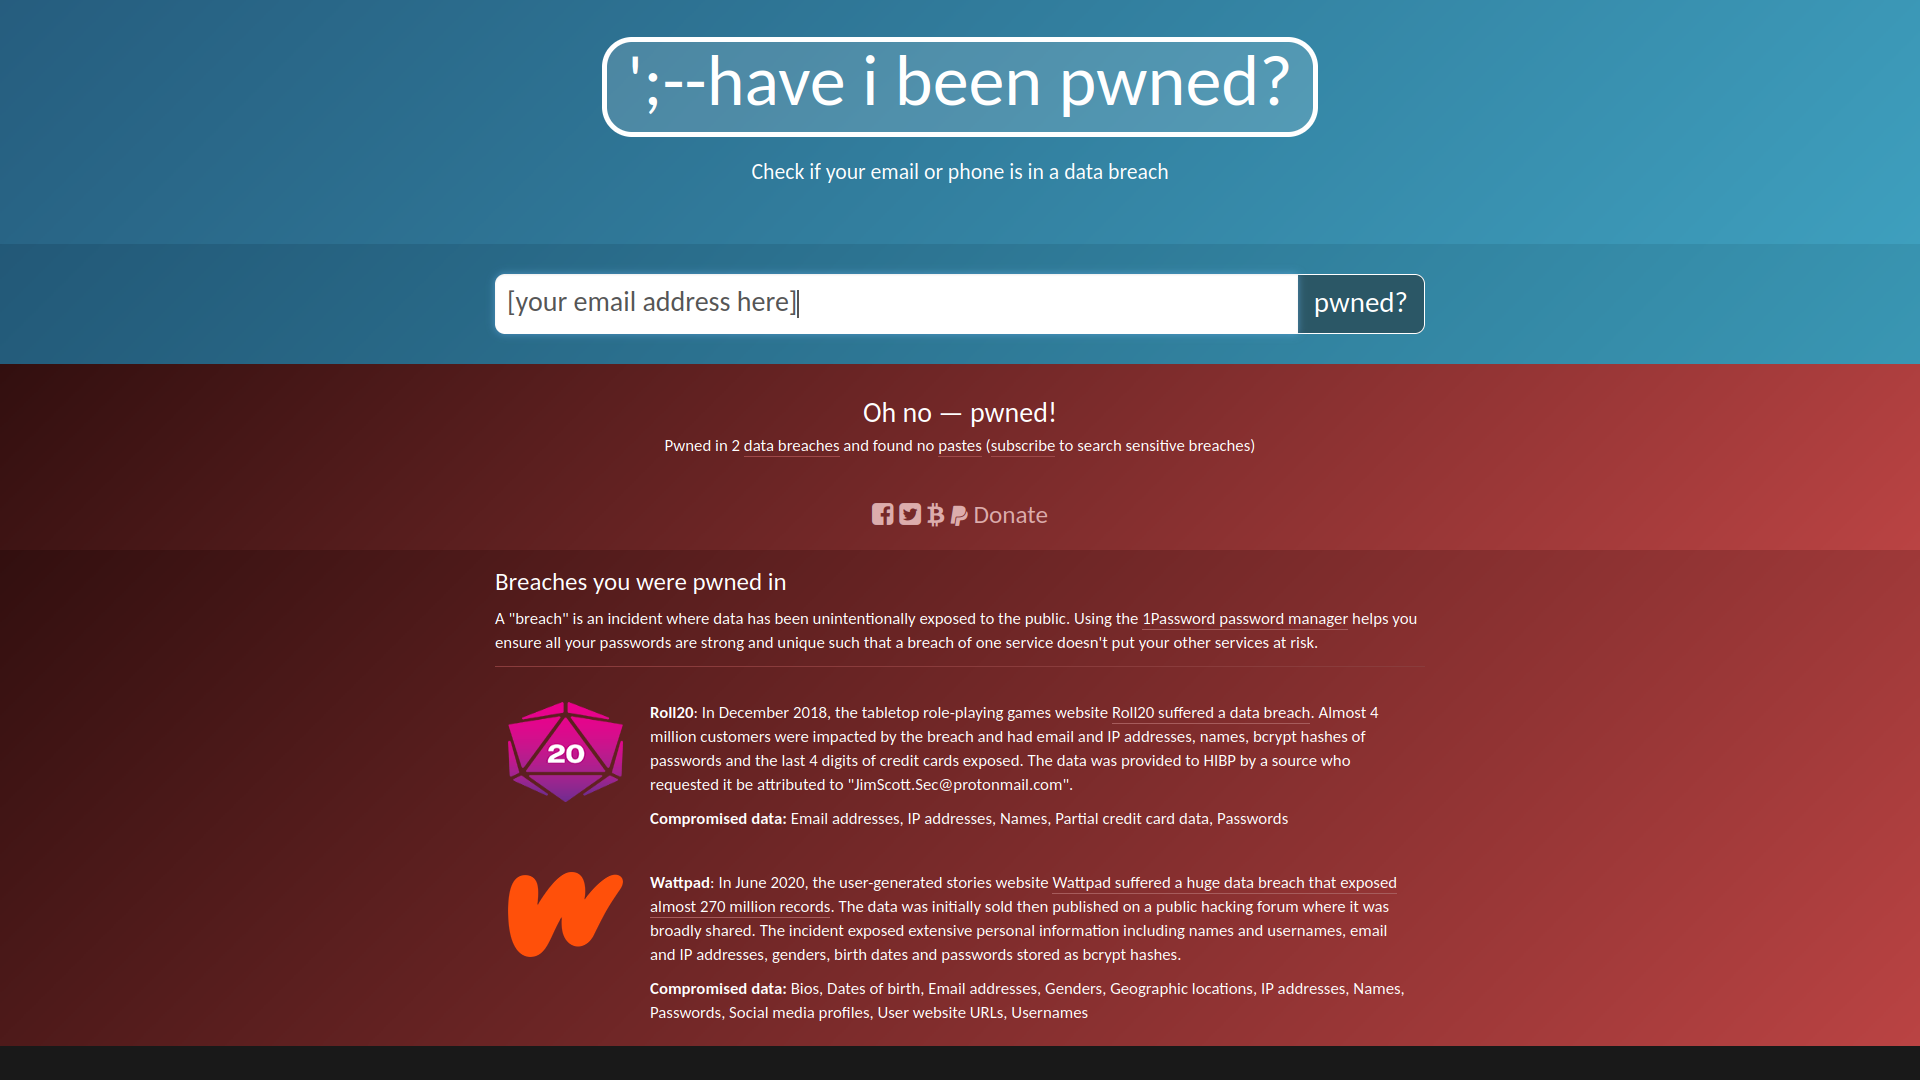 ';--have i been pwned?
Check if your email or phone is in a data breach
[your email address here]
pwned?
Oh no — pwned!
Pwned in 2 data breaches and found no pastes (subscribe to search sensitive breaches)
Donate
Breaches you were pwned in
A "breach" is an incident where data has been unintentionally exposed to the public. Using the 1Password password manager helps you
ensure all your passwords are strong and unique such that a breach of one service doesn't put your other services at risk.
20
Roll20: In December 2018, the tabletop role-playing games website Roll20 suffered a data breach. Almost 4
million customers were impacted by the breach and had email and IP addresses, names, bcrypt hashes of
passwords and the last 4 digits of credit cards exposed. The data was provided to HIBP by a source who
requested it be attributed to "JimScott.Sec@protonmail.com".
Compromised data: Email addresses, IP addresses, Names, Partial credit card data, Passwords
Wattpad: In June 2020, the user-generated stories website Wattpad suffered a huge data breach that exposed
almost 270 million records. The data was initially sold then published on a public hacking forum where it was
broadly shared. The incident exposed extensive personal information including names and usernames, email
and IP addresses, genders, birth dates and passwords stored as bcrypt hashes.
Compromised data: Bios, Dates of birth, Email addresses, Genders, Geographic locations, IP addresses, Names,
Passwords, Social media profiles, User website URLs, Usernames